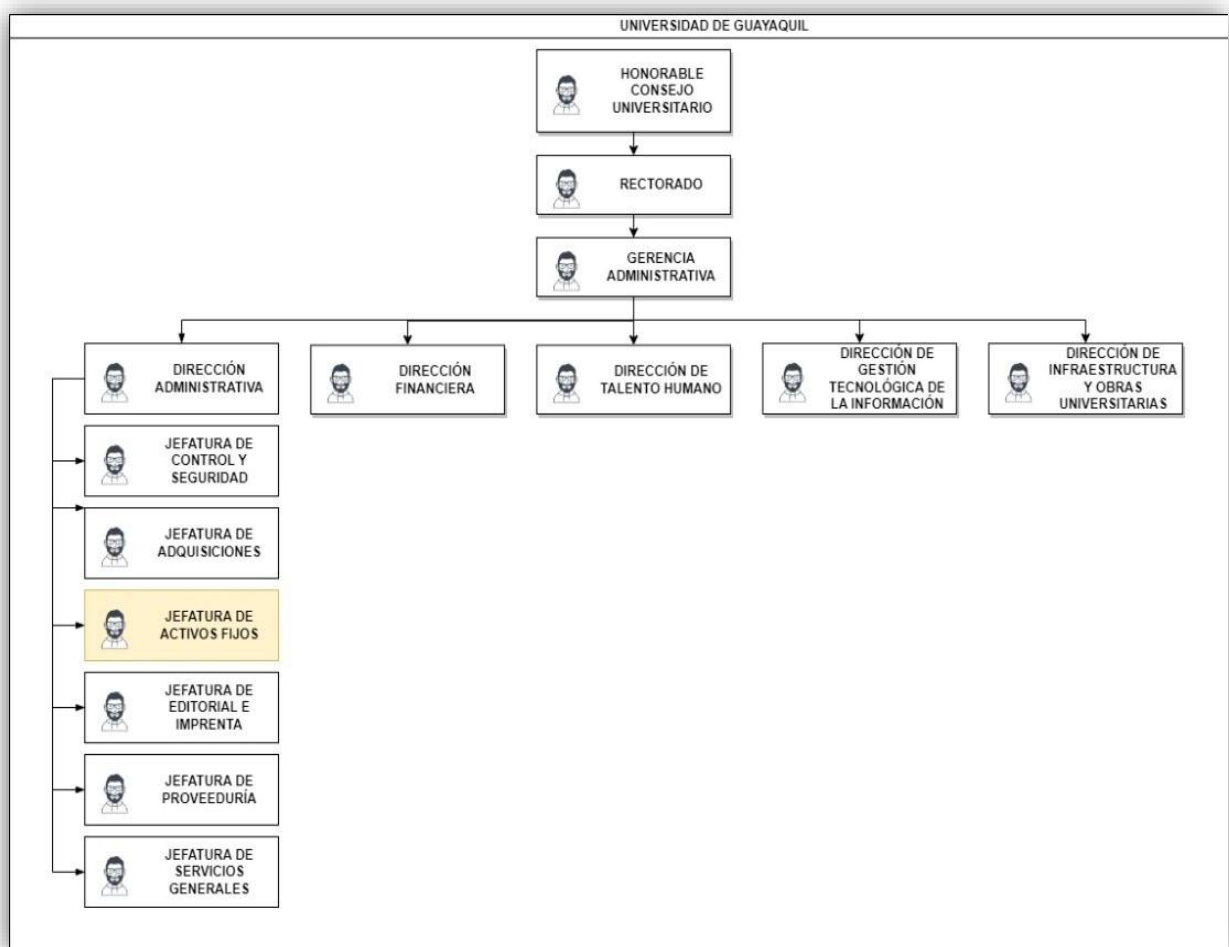 UNIVERSIDAD DE GUAYAQUIL
HONORABLE
CONSEJO
UNIVERSITARIO
RECTORADO
GERENCIA
ADMINISTRATIVA
DIRECCIÓN
ADMINISTRATIVA
DIRECCIÓN
FINANCIERA
DIRECCIÓN DE
TALENTO HUMANO
DIRECCIÓN DE
GESTIÓN
TECNOLÓGICA DE
LA INFORMACIÓN
DIRECCIÓN DE
INFRAESTRUCTURA
Y OBRAS
UNIVERSITARIAS
JEFATURA DE
CONTROL Y
SEGURIDAD
JEFATURA DE
ADQUISICIONES
JEFATURA DE
ACTIVOS FIJOS
JEFATURA DE
EDITORIAL E
IMPRENTA
JEFATURA DE
PROVEEDURÍA
JEFATURA DE
SERVICIOS
GENERALES